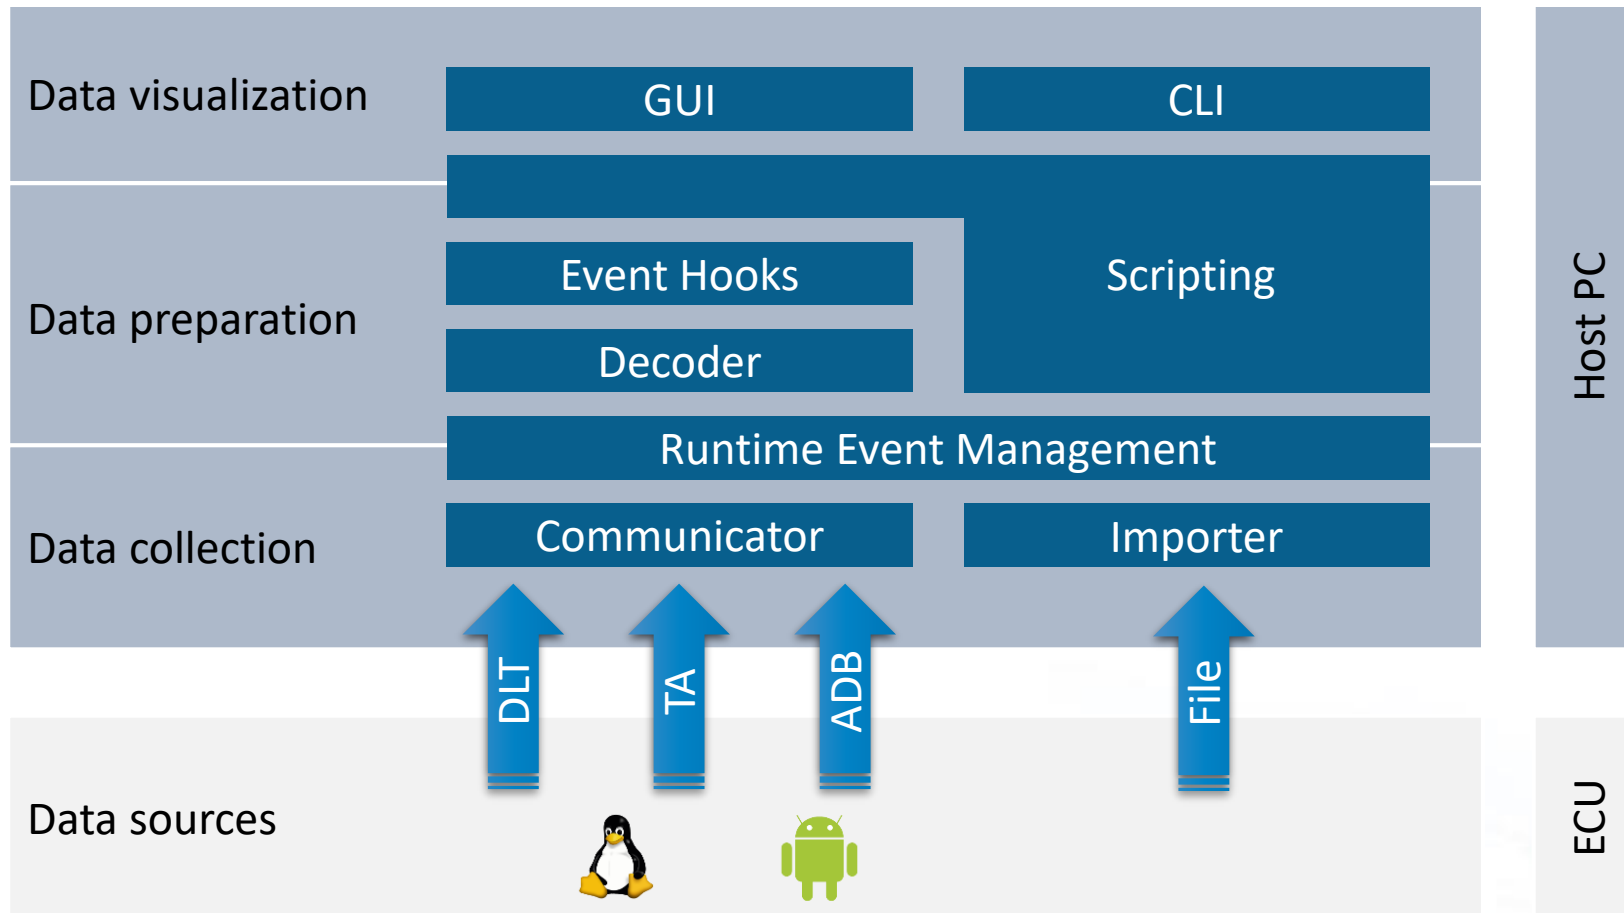 Data visualization
GUI
CLI
Data preparation
Event Hooks
Scripting
Decoder
Runtime Event Management
Data collection
Communicator
Importer
DLT
TA
ADB
File
Data sources
Host PC
ECU